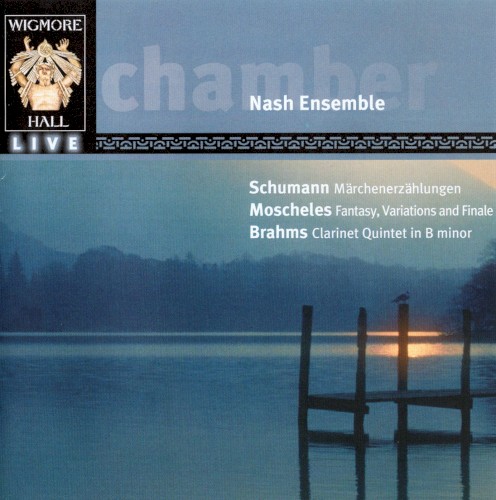 WIGMORE
HALL
LIVE
chamber
Nash Ensemble
Schumann Märchenerzählungen
Moscheles Fantasy, Variations and Finale
Brahms Clarinet Quintet in B minor